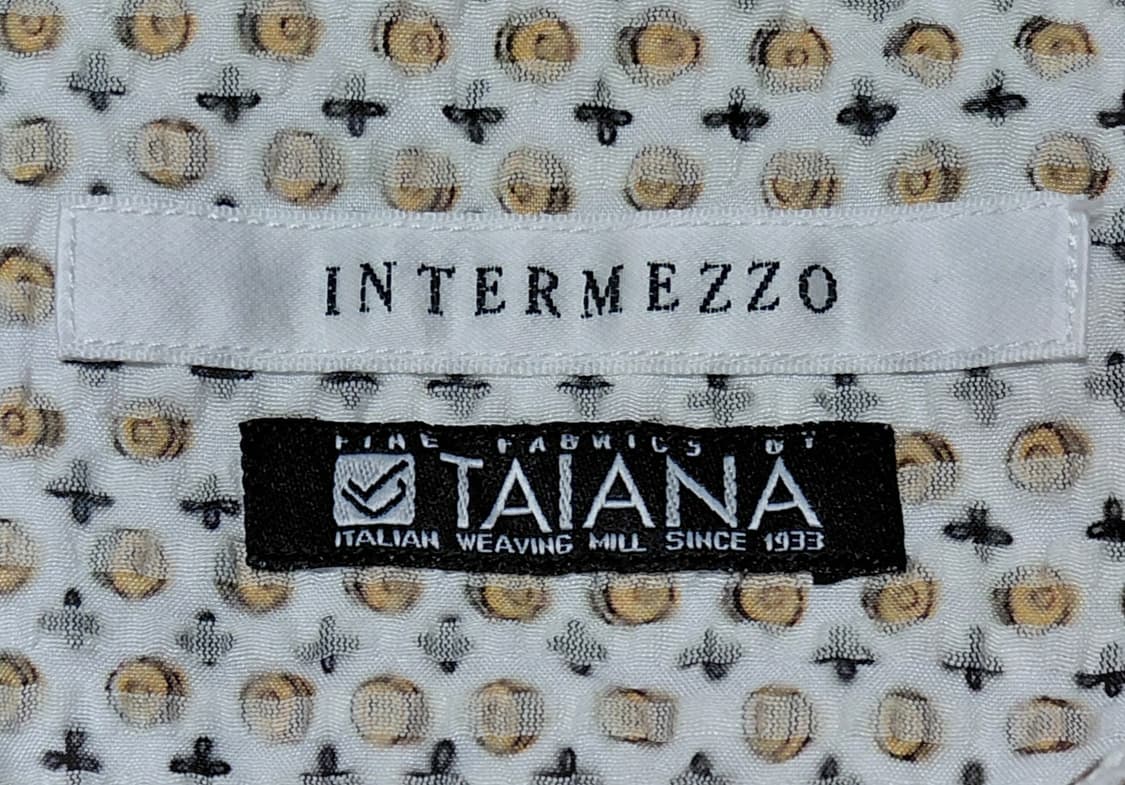 INTERMEZZO
FINE FABRICS BY
TAIANA
ITALIAN WEAVING MILL SINCE 1933